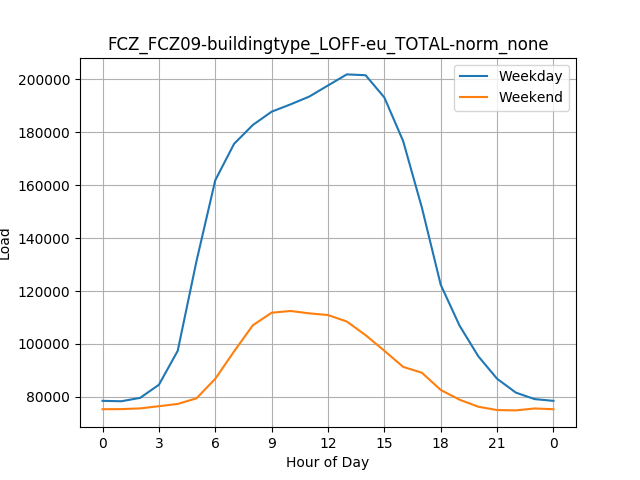 FCZ_FCZ09-buildingtype_LOFF-eu_TOTAL-norm_none
Weekday
Weekend
200000
180000
160000
140000
120000
100000
80000
Load
0 3 6 9 12 15 18 21 0
Hour of Day